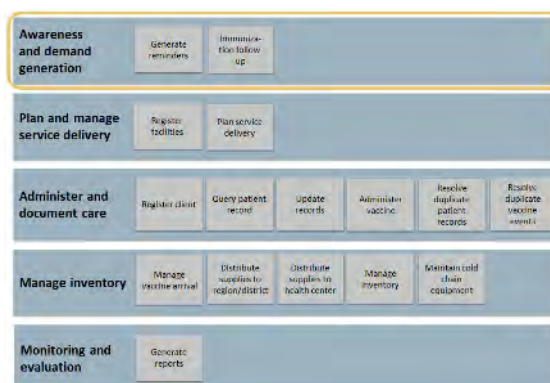 Awareness
and demand
generation
Generate
reminders
Immuniza-
tion follow
up
Plan and manage
service delivery
Register
facilities
Plan service
delivery
Administer and
document care
Register client
Query patient
record
Update
records
Administer
vaccine
Resolve
duplicate
patient
records
Resolve
duplicate
vaccine
events
Manage inventory
Manage
vaccine arrival
Distribute
supplies to
region/district
Distribute
supplies to
health center
Manage
inventory
Maintain cold
chain
equipment
Monitoring and
evaluation
Generate
reports